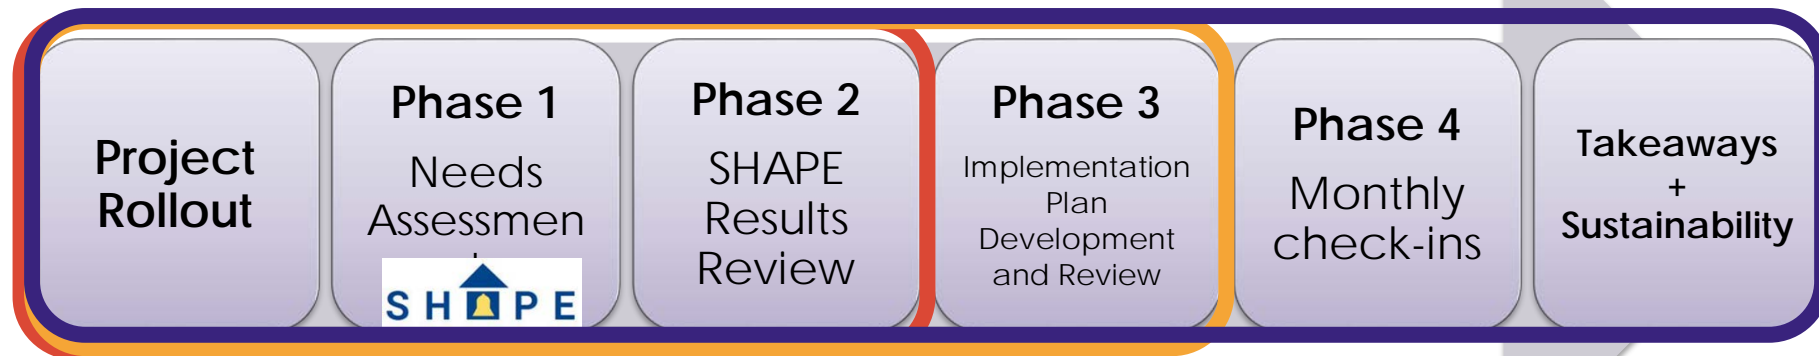 Project
Rollout
Phase 1
Needs
Assessmen
t
SHAPE
Phase 2
SHAPE
Results
Review
Phase 3
Implementation
Plan
Development
and Review
Phase 4
Monthly
check-ins
Takeaways
+
Sustainability